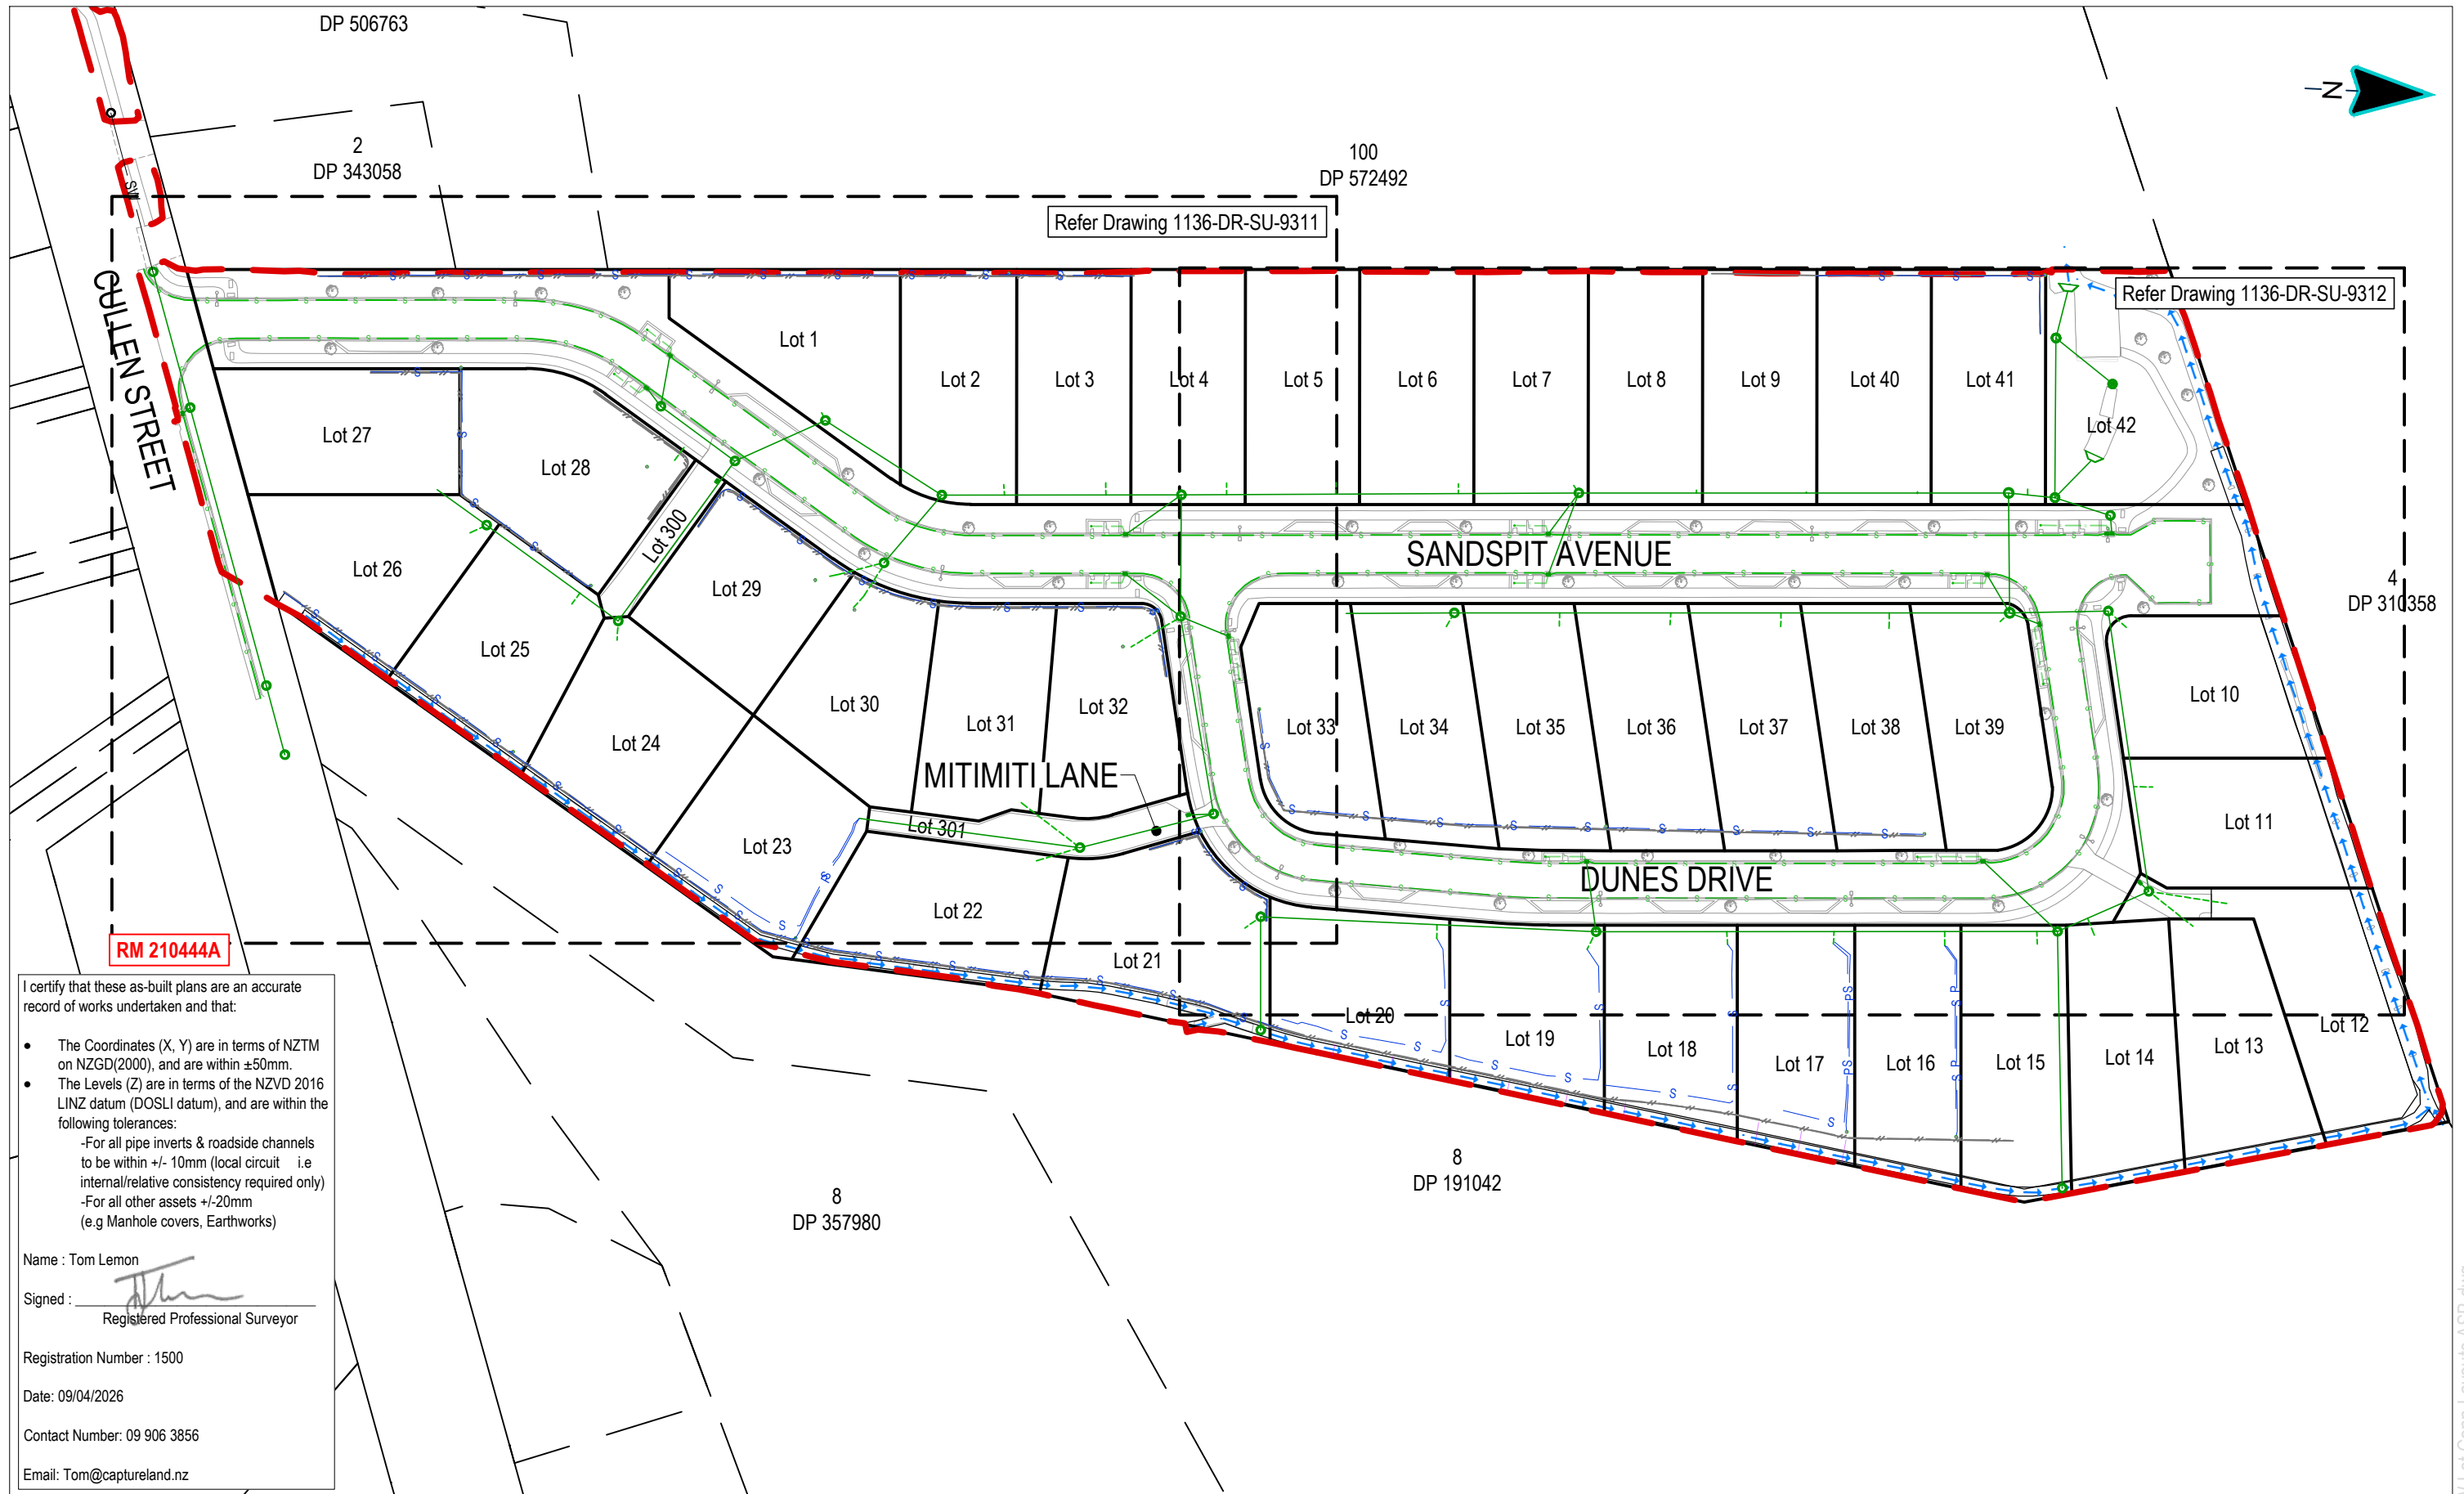 DP 506763
2
DP 343058
100
DP 572492
N
Refer Drawing 1136-DR-SU-9311
Refer Drawing 1136-DR-SU-9312
SW
CULLEN STREET
Lot 1
Lot 2
Lot 3
Lot 4
Lot 5
Lot 6
Lot 7
Lot 8
Lot 9
Lot 40
Lot 41
Lot 42
Lot 27
Lot 28
Lot 300
SANDSPIT AVENUE
Lot 26
Lot 29
4
DP 310358
Lot 25
Lot 24
Lot 30
Lot 31
Lot 32
Lot 33
Lot 34
Lot 35
Lot 36
Lot 37
Lot 38
Lot 39
Lot 10
MITIMITI LANE
Lot 301
Lot 11
Lot 23
DUNES DRIVE
Lot 22
Lot 21
Lot 20
Lot 19
Lot 18
Lot 17
Lot 16
Lot 15
Lot 14
Lot 13
Lot 12
8
DP 191042
8
DP 357980
RM 210444A
I certify that these as-built plans are an accurate
record of works undertaken and that:
• The Coordinates (X, Y) are in terms of NZTM
on NZGD(2000), and are within ±50mm.
• The Levels (Z) are in terms of the NZVD 2016
LINZ datum (DOSLI datum), and are within the
following tolerances:
-For all pipe inverts & roadside channels
to be within +/- 10mm (local circuit i.e
internal/relative consistency required only)
-For all other assets +/-20mm
(e.g Manhole covers, Earthworks)
Name : Tom Lemon
Signed :
Registered Professional Surveyor
Registration Number : 1500
Date: 09/04/2026
Contact Number: 09 906 3856
Email: Tom@captureland.nz